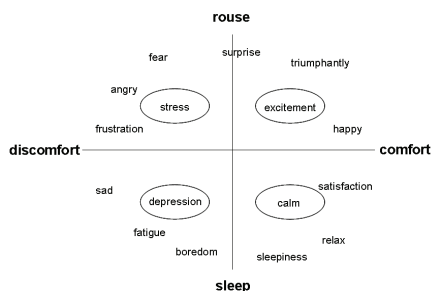 rouse
surprise
fear
triumphantly
angry
stress
excitement
frustration
happy
discomfort
comfort
sad
satisfaction
depression
calm
fatigue
relax
boredom
sleepiness
sleep